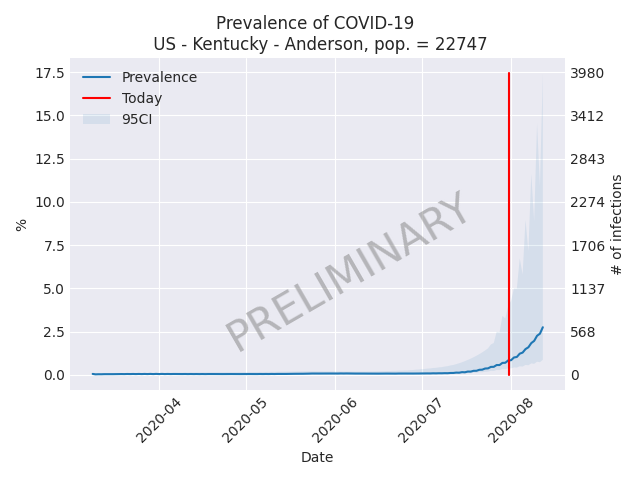 Prevalence of COVID-19
US - Kentucky - Anderson, pop. = 22747
Prevalence
Today
95CI
17.5
15.0
12.5
10.0
7.5
5.0
2.5
0.0
%
3980
3412
2843
2274
1706
1137
568
0
# of infections
PRELIMINARY
2020-04
2020-05
2020-06
2020-07
2020-08
Date